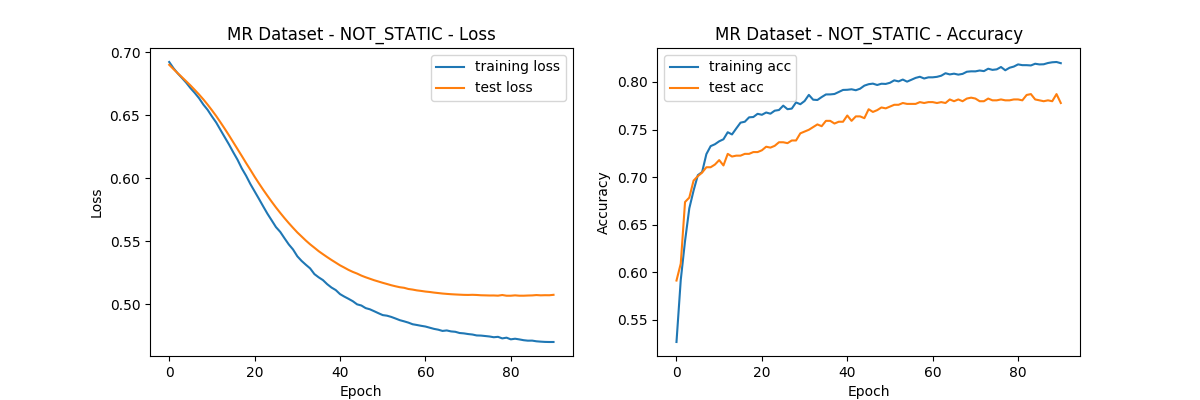 MR Dataset - NOT_STATIC - Loss
0.70
0.65
0.60
0.55
0.50
Loss
0
20
40
60
80
Epoch
training loss
test loss
MR Dataset - NOT_STATIC - Accuracy
0.80
0.75
0.70
0.65
0.60
0.55
Accuracy
0
20
40
60
80
Epoch
training acc
test acc